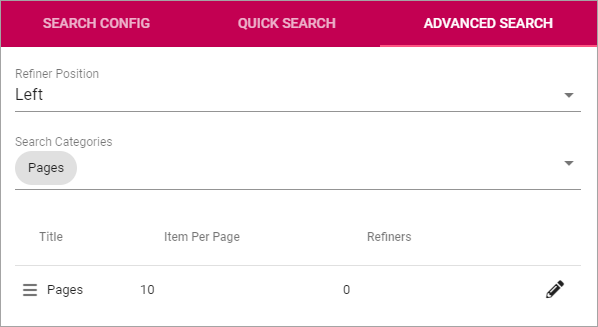 SEARCH CONFIG QUICK SEARCH ADVANCED SEARCH
Refiner Position
Left
Search Categories
Pages
Title Item Per Page Refiners
Pages 10 0